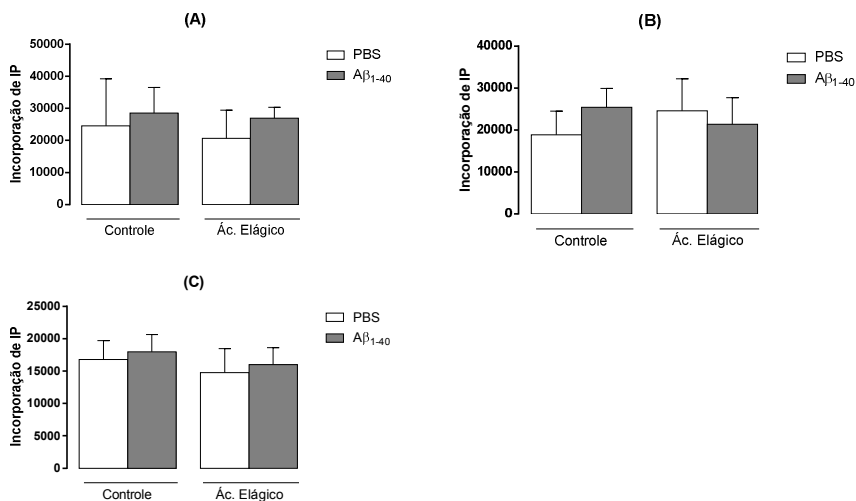 (A)
Incorporação de IP
50000
40000
30000
20000
10000
0
Controle
Ác. Elágico
PBS
Aβ1-40
(B)
Incorporação de IP
40000
30000
20000
10000
0
Controle
Ác. Elágico
PBS
Aβ1-40
(C)
Incorporação de IP
25000
20000
15000
10000
5000
0
Controle
Ác. Elágico
PBS
Aβ1-40